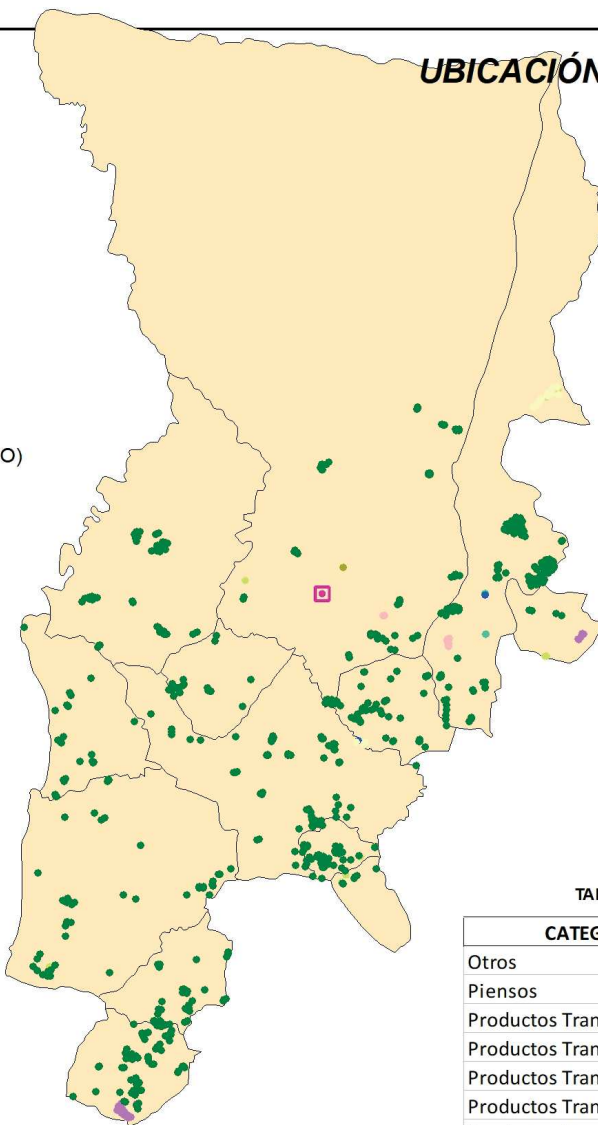 UBICACIÓN
O)
TA
CATEG
Otros
Piensos
Productos Tran
Productos Tran
Productos Tran
Productos Tran